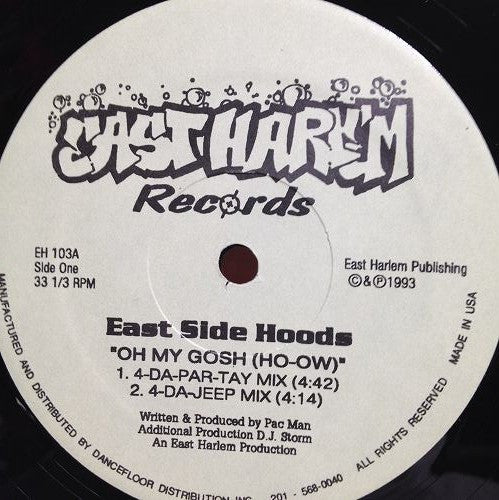 EAST HAREM
Records
EH 103A
Side One
33 1/3 RPM
East Harlem Publishing
©&℗1993
East Side Hoods
"OH MY GOSH (HO-OW)"
1. 4-DA-PAR-TAY MIX (4:42)
2. 4-DA-JEEP MIX (4:14)
Written & Produced by Pac Man
Additional Production D.J. Storm
An East Harlem Production
MANUFACTURED AND DISTRIBUTED BY DANCEFLOOR DISTRIBUTION INC. 201 - 568-0040 ALL RIGHTS RESERVED MADE IN USA